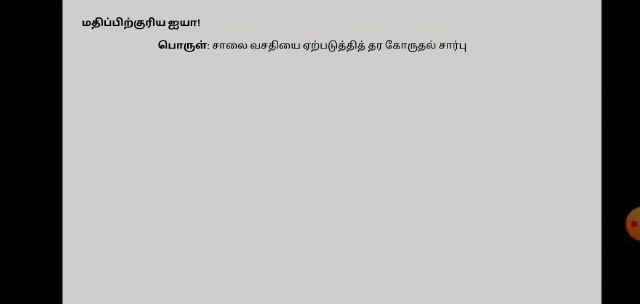 மதிப்பிற்குரிய ஐயா!
பொருள்: சாலை வசதியை ஏற்படுத்தித் தர கோருதல் சார்பு